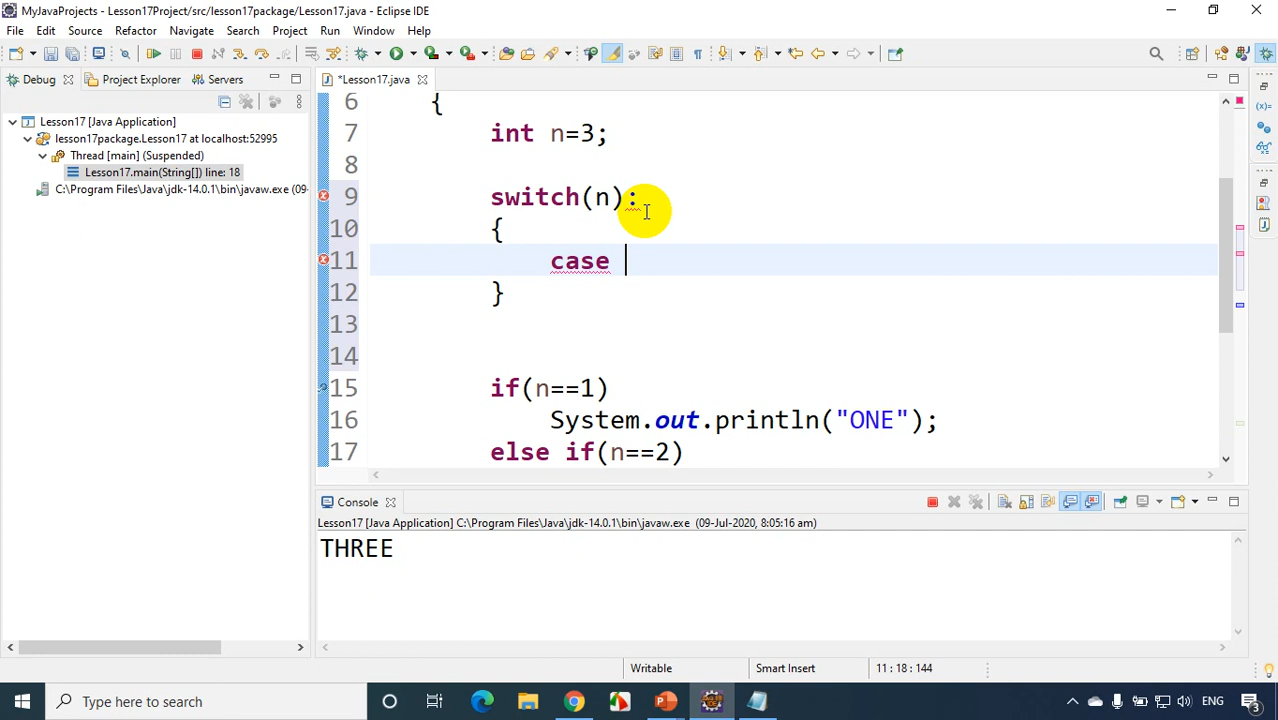 MyJavaProjects - Lesson17Project/src/lesson17package/Lesson17.java - Eclipse IDE
File Edit Source Refactor Navigate Search Project Run Window Help
Debug Project Explorer Servers
*Lesson17.java
Lesson17 [Java Application]
lesson17package.Lesson17 at localhost:52995
Thread [main] (Suspended)
Lesson17.main(String[]) line: 18
C:\Program Files\Java\jdk-14.0.1\bin\javaw.exe (09-
6 {
7 int n=3;
8
9 switch(n):
10 {
11 case
12 }
13
14
15 if(n==1)
16 System.out.println("ONE");
17 else if(n==2)
Console
Lesson17 [Java Application] C:\Program Files\Java\jdk-14.0.1\bin\javaw.exe (09-Jul-2020, 8:05:16 am)
THREE
Writable Smart Insert 11 : 18 : 144
Type here to search
ENG
3